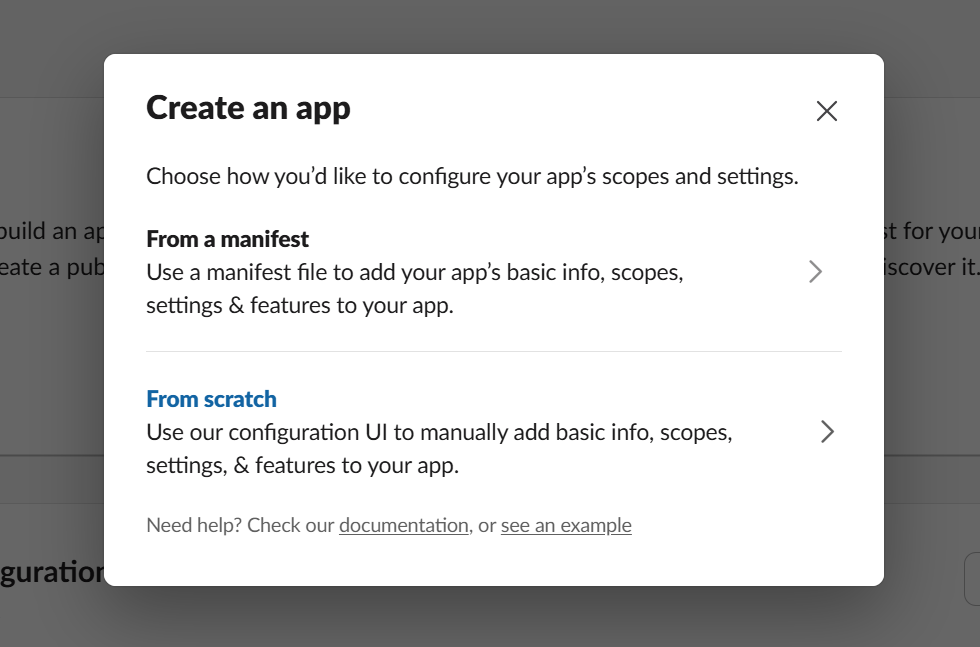 Create an app
Choose how you’d like to configure your app’s scopes and settings.
build an ap
st for your
eate a pub
iscover it.
From a manifest
Use a manifest file to add your app’s basic info, scopes,
settings & features to your app.
From scratch
Use our configuration UI to manually add basic info, scopes,
settings, & features to your app.
Need help? Check our documentation, or see an example
guration